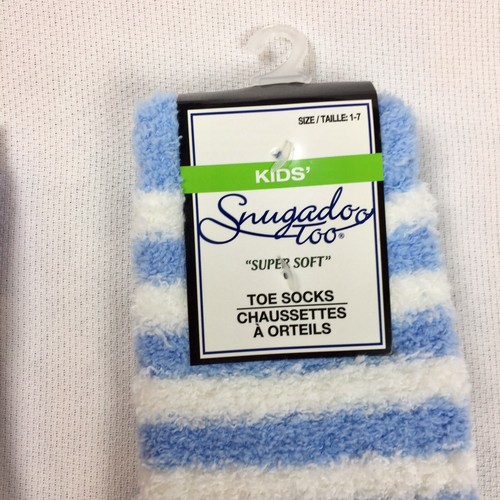 SIZE / TAILLE: 1-7
KIDS'
Snugadoo
too®
"SUPER SOFT"
TOE SOCKS
CHAUSSETTES
À ORTEILS